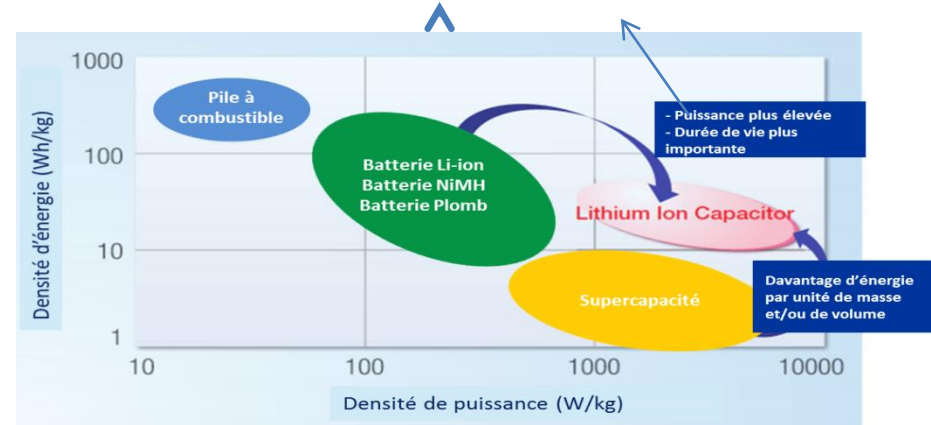 1000
100
10
1
Densité d'énergie (Wh/kg)
Pile à
combustible
Batterie Li-ion
Batterie NiMH
Batterie Plomb
- Puissance plus élevée
- Durée de vie plus
importante
Lithium Ion Capacitor
Supercapacité
Davantage d'énergie
par unité de masse
et/ou de volume
10
100
1000
10000
Densité de puissance (W/kg)